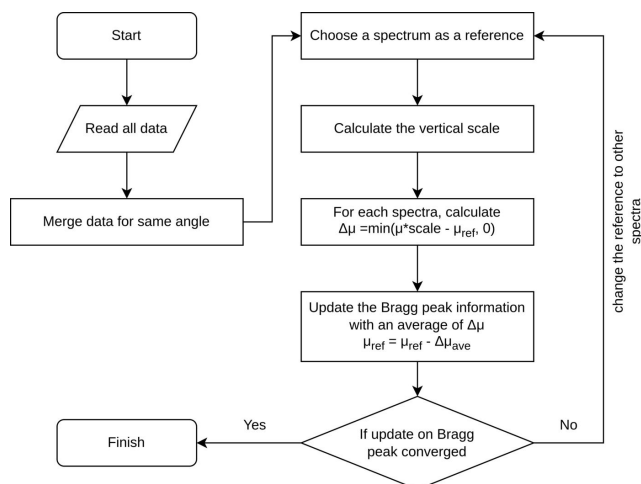 Start
Read all data
Merge data for same angle
Choose a spectrum as a reference
Calculate the vertical scale
For each spectra, calculate
Δμ =min(μ*scale - μref, 0)
Update the Bragg peak information
with an average of Δμ
μref = μref - Δμave
If update on Bragg
peak converged
Yes
Finish
No
change the reference to other
spectra